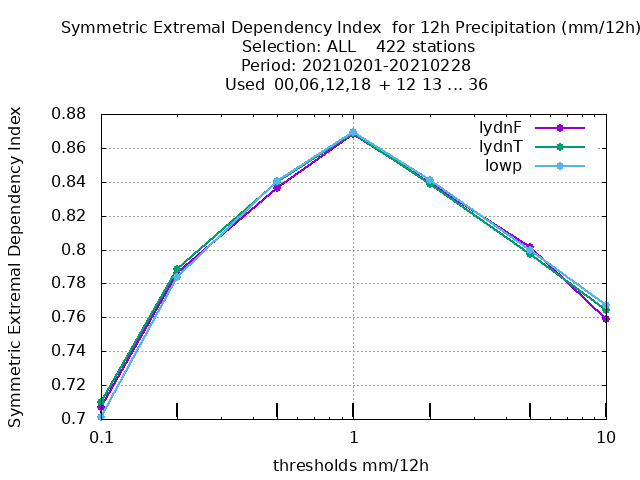 Symmetric Extremal Dependency Index for 12h Precipitation (mm/12h)
Selection: ALL 422 stations
Period: 20210201-20210228
Used 00,06,12,18 + 12 13 ... 36
Symmetric Extremal Dependency Index
0.88
0.86
0.84
0.82
0.8
0.78
0.76
0.74
0.72
0.7
lydnF
lydnT
lowp
0.1 1 10
thresholds mm/12h